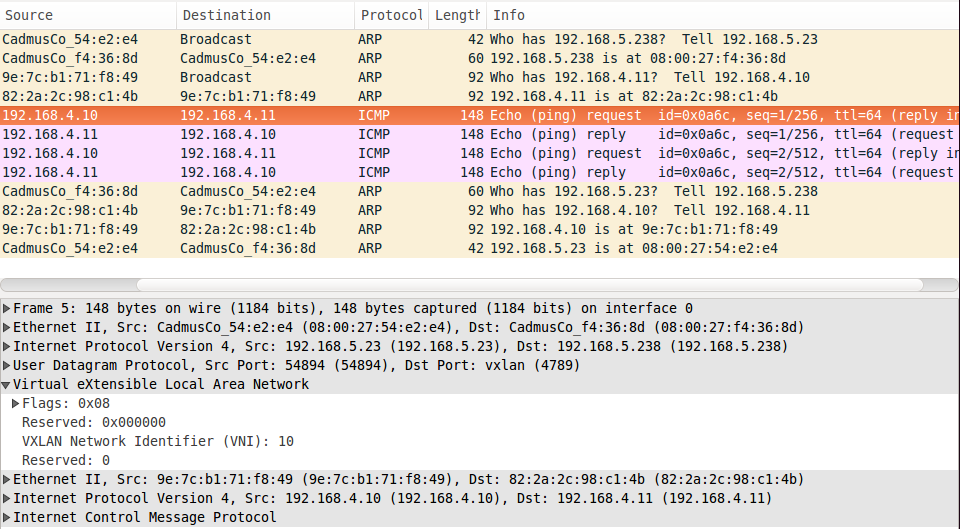 Source Destination Protocol Length Info
CadmusCo_54:e2:e4 Broadcast ARP 42 Who has 192.168.5.238? Tell 192.168.5.23
CadmusCo_f4:36:8d CadmusCo_54:e2:e4 ARP 60 192.168.5.238 is at 08:00:27:f4:36:8d
9e:7c:b1:71:f8:49 Broadcast ARP 92 Who has 192.168.4.11? Tell 192.168.4.10
82:2a:2c:98:c1:4b 9e:7c:b1:71:f8:49 ARP 92 192.168.4.11 is at 82:2a:2c:98:c1:4b
192.168.4.10 192.168.4.11 ICMP 148 Echo (ping) request id=0x0a6c, seq=1/256, ttl=64 (reply in
192.168.4.11 192.168.4.10 ICMP 148 Echo (ping) reply id=0x0a6c, seq=1/256, ttl=64 (request
192.168.4.10 192.168.4.11 ICMP 148 Echo (ping) request id=0x0a6c, seq=2/512, ttl=64 (reply in
192.168.4.11 192.168.4.10 ICMP 148 Echo (ping) reply id=0x0a6c, seq=2/512, ttl=64 (request
CadmusCo_f4:36:8d CadmusCo_54:e2:e4 ARP 60 Who has 192.168.5.23? Tell 192.168.5.238
82:2a:2c:98:c1:4b 9e:7c:b1:71:f8:49 ARP 92 Who has 192.168.4.10? Tell 192.168.4.11
9e:7c:b1:71:f8:49 82:2a:2c:98:c1:4b ARP 92 192.168.4.10 is at 9e:7c:b1:71:f8:49
CadmusCo_54:e2:e4 CadmusCo_f4:36:8d ARP 42 192.168.5.23 is at 08:00:27:54:e2:e4
Frame 5: 148 bytes on wire (1184 bits), 148 bytes captured (1184 bits) on interface 0
Ethernet II, Src: CadmusCo_54:e2:e4 (08:00:27:54:e2:e4), Dst: CadmusCo_f4:36:8d (08:00:27:f4:36:8d)
Internet Protocol Version 4, Src: 192.168.5.23 (192.168.5.23), Dst: 192.168.5.238 (192.168.5.238)
User Datagram Protocol, Src Port: 54894 (54894), Dst Port: vxlan (4789)
Virtual eXtensible Local Area Network
Flags: 0x08
Reserved: 0x000000
VXLAN Network Identifier (VNI): 10
Reserved: 0
Ethernet II, Src: 9e:7c:b1:71:f8:49 (9e:7c:b1:71:f8:49), Dst: 82:2a:2c:98:c1:4b (82:2a:2c:98:c1:4b)
Internet Protocol Version 4, Src: 192.168.4.10 (192.168.4.10), Dst: 192.168.4.11 (192.168.4.11)
Internet Control Message Protocol